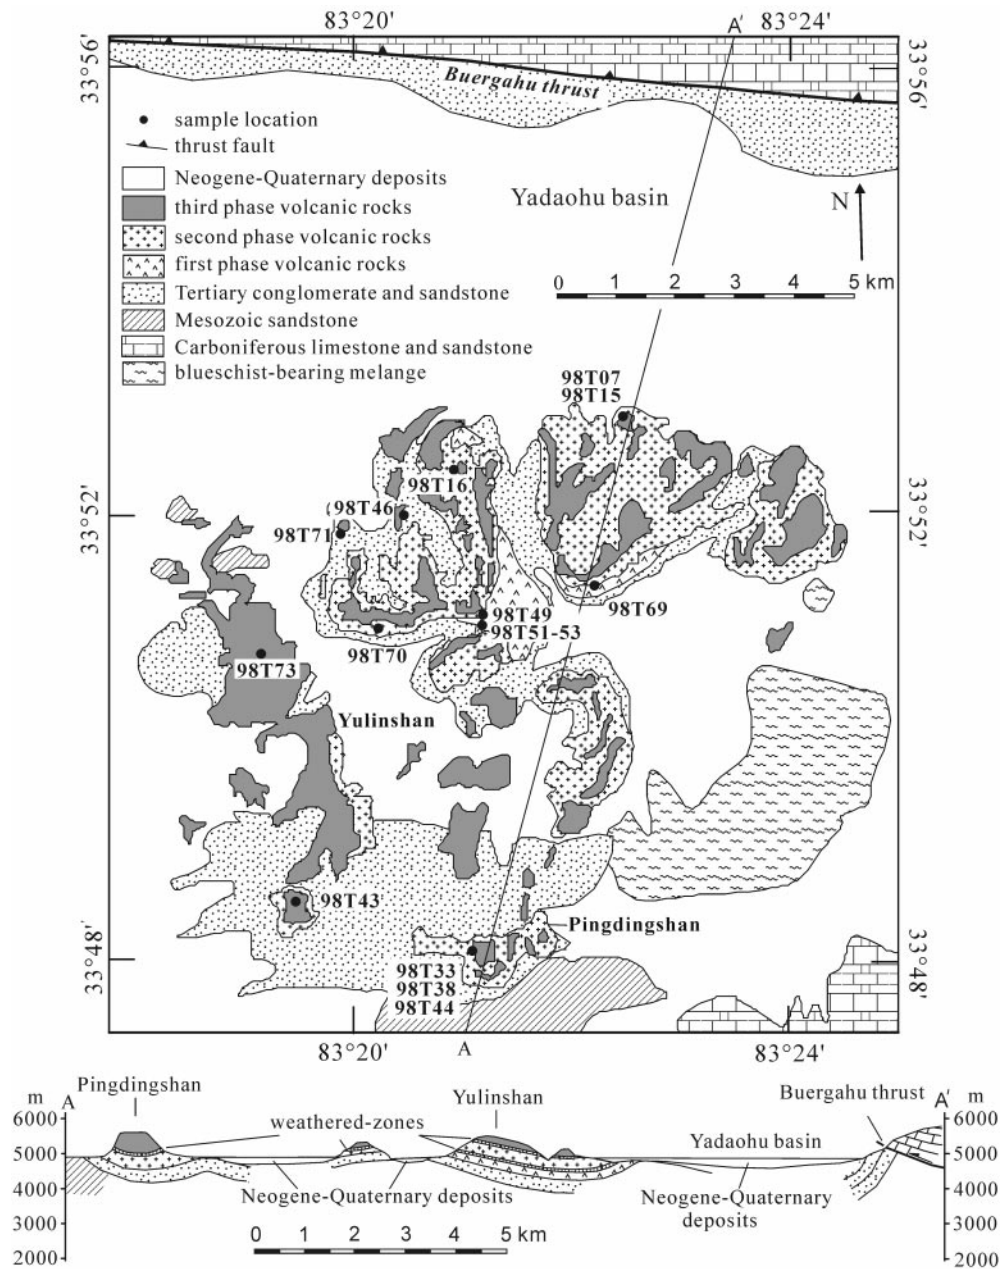 83°20'
A'
83°24'
33°56'
33°56'
Buergahu thrust
sample location
thrust fault
Neogene-Quaternary deposits
third phase volcanic rocks
second phase volcanic rocks
first phase volcanic rocks
Tertiary conglomerate and sandstone
Mesozoic sandstone
Carboniferous limestone and sandstone
blueschist-bearing melange
Yadaohu basin
N
0 1 2 3 4 5 km
98T07
98T15
98T16
98T46
98T71
33°52'
33°52'
98T69
98T49
98T51-53
98T70
98T73
Yulinshan
98T43
Pingdingshan
98T33
98T38
98T44
33°48'
33°48'
83°20'
A
83°24'
Pingdingshan
Yulinshan
Buergahu thrust
m A
A' m
weathered-zones
Yadaohu basin
6000
5000
4000
3000
2000
6000
5000
4000
3000
2000
Neogene-Quaternary deposits
Neogene-Quaternary
deposits
0 1 2 3 4 5 km